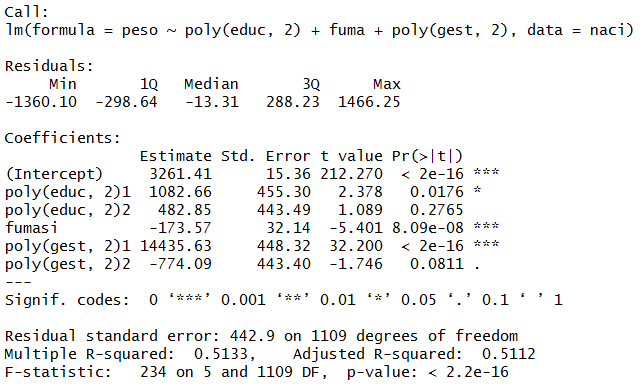 Call:
lm(formula = peso ~ poly(educ, 2) + fuma + poly(gest, 2), data = naci)

Residuals:
     Min       1Q   Median       3Q      Max
-1360.10  -298.64   -13.31   288.23  1466.25

Coefficients:
               Estimate Std. Error t value Pr(>|t|)
(Intercept)     3261.41      15.36 212.270  < 2e-16 ***
poly(educ, 2)1  1082.66     455.30   2.378   0.0176 *
poly(educ, 2)2   482.85     443.49   1.089   0.2765
fumasi          -173.57      32.14  -5.401 8.09e-08 ***
poly(gest, 2)1 14435.63     448.32  32.200  < 2e-16 ***
poly(gest, 2)2  -774.09     443.40  -1.746   0.0811 .
---
Signif. codes:  0 ‘***’ 0.001 ‘**’ 0.01 ‘*’ 0.05 ‘.’ 0.1 ‘ ’ 1

Residual standard error: 442.9 on 1109 degrees of freedom
Multiple R-squared:  0.5133,    Adjusted R-squared:  0.5112
F-statistic:   234 on 5 and 1109 DF,  p-value: < 2.2e-16